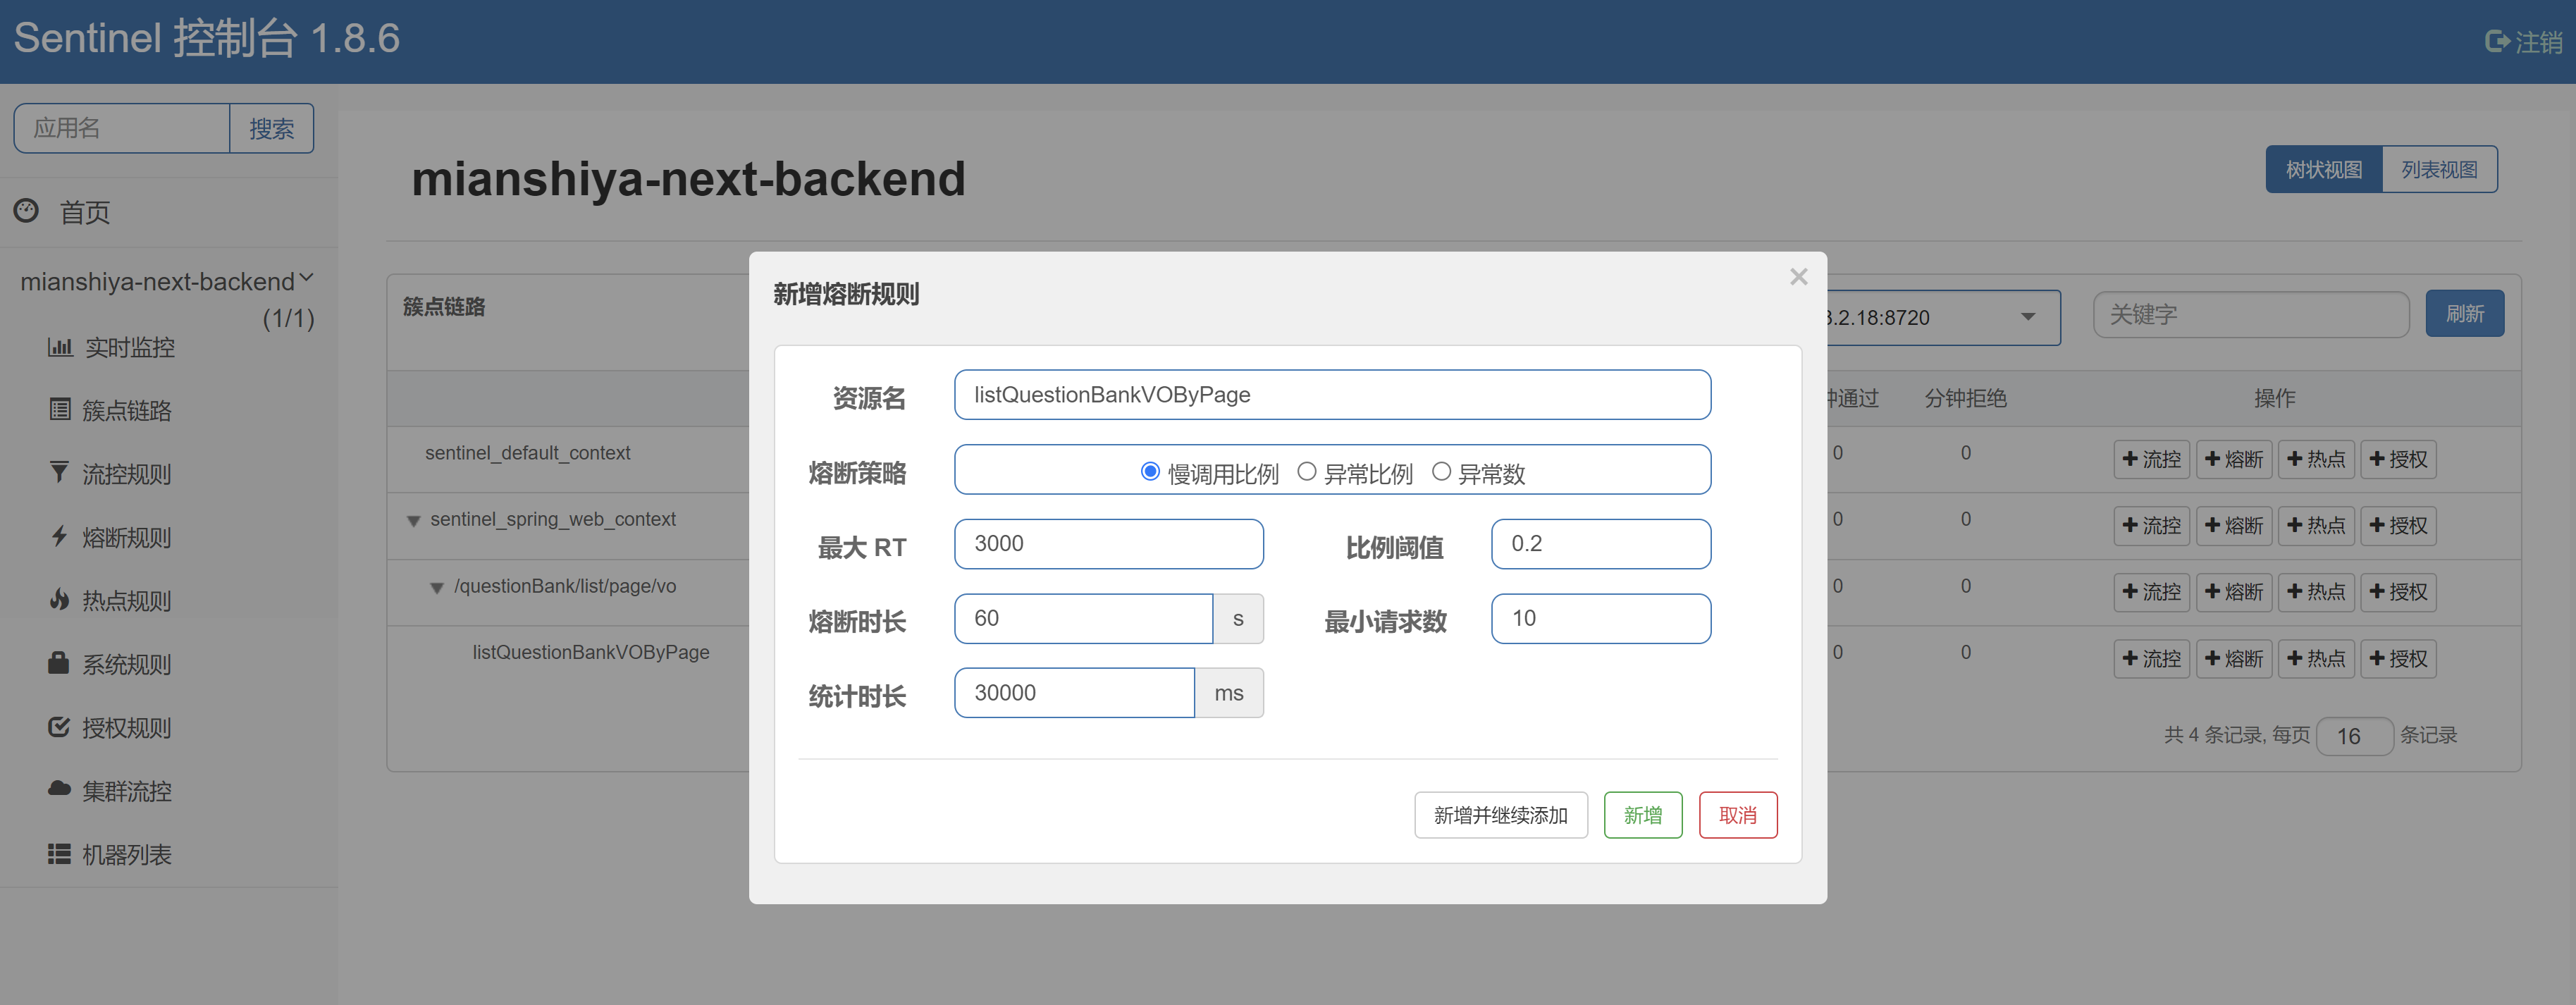 Sentinel 控制台 1.8.6
注销
应用名
搜索
首页
mianshiya-next-backend
(1/1)
实时监控
簇点链路
流控规则
熔断规则
热点规则
系统规则
授权规则
集群流控
机器列表
mianshiya-next-backend
树状视图
列表视图
簇点链路
3.2.18:8720
关键字
刷新
钟通过
分钟拒绝
操作
sentinel_default_context
0
0
流控
熔断
热点
授权
sentinel_spring_web_context
0
0
流控
熔断
热点
授权
/questionBank/list/page/vo
0
0
流控
熔断
热点
授权
listQuestionBankVOByPage
0
0
流控
熔断
热点
授权
共 4 条记录, 每页 16 条记录
新增熔断规则
×
资源名
listQuestionBankVOByPage
熔断策略
慢调用比例
异常比例
异常数
最大 RT
3000
比例阈值
0.2
熔断时长
60
s
最小请求数
10
统计时长
30000
ms
新增并继续添加
新增
取消